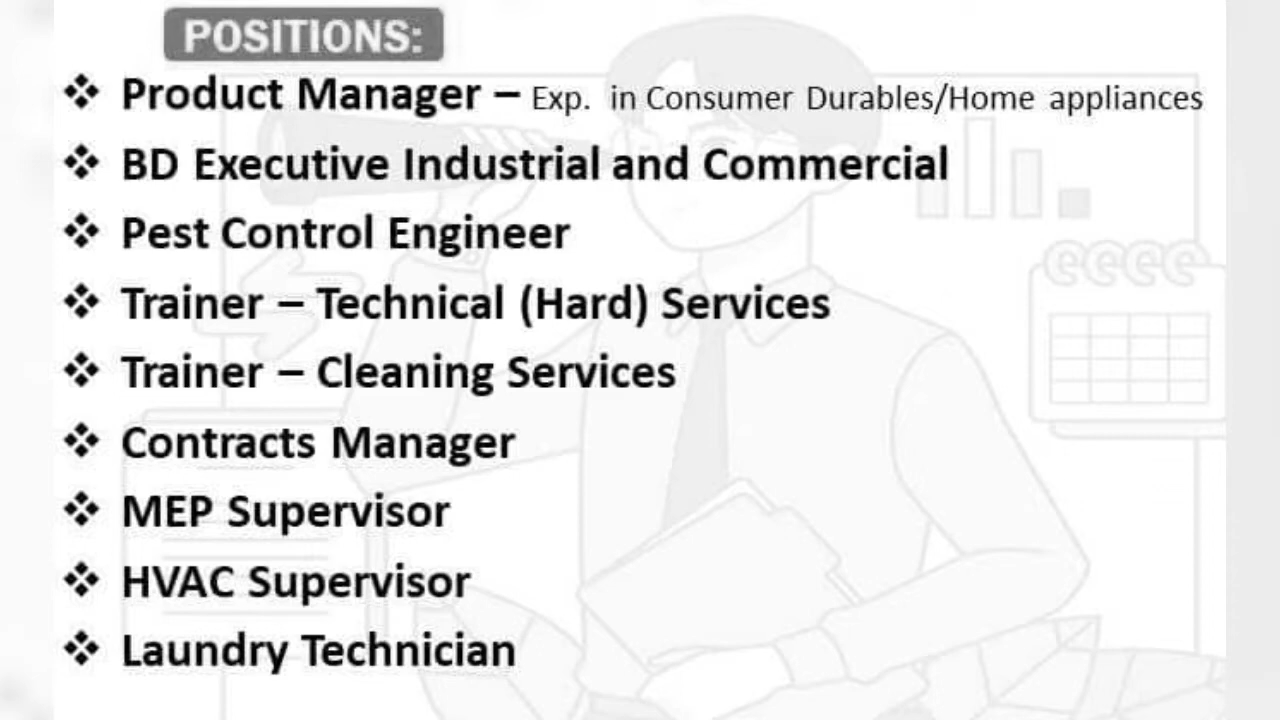 POSITIONS:
❖ Product Manager – Exp. in Consumer Durables/Home appliances
❖ BD Executive Industrial and Commercial
❖ Pest Control Engineer
❖ Trainer – Technical (Hard) Services
❖ Trainer – Cleaning Services
❖ Contracts Manager
❖ MEP Supervisor
❖ HVAC Supervisor
❖ Laundry Technician